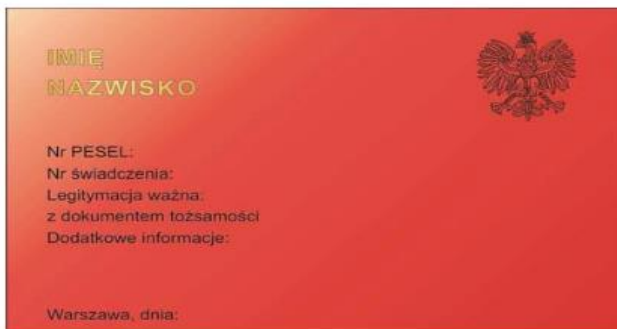 IMIĘ
NAZWISKO
Nr PESEL:
Nr świadczenia:
Legitymacja ważna:
z dokumentem tożsamości
Dodatkowe informacje:
Warszawa, dnia: